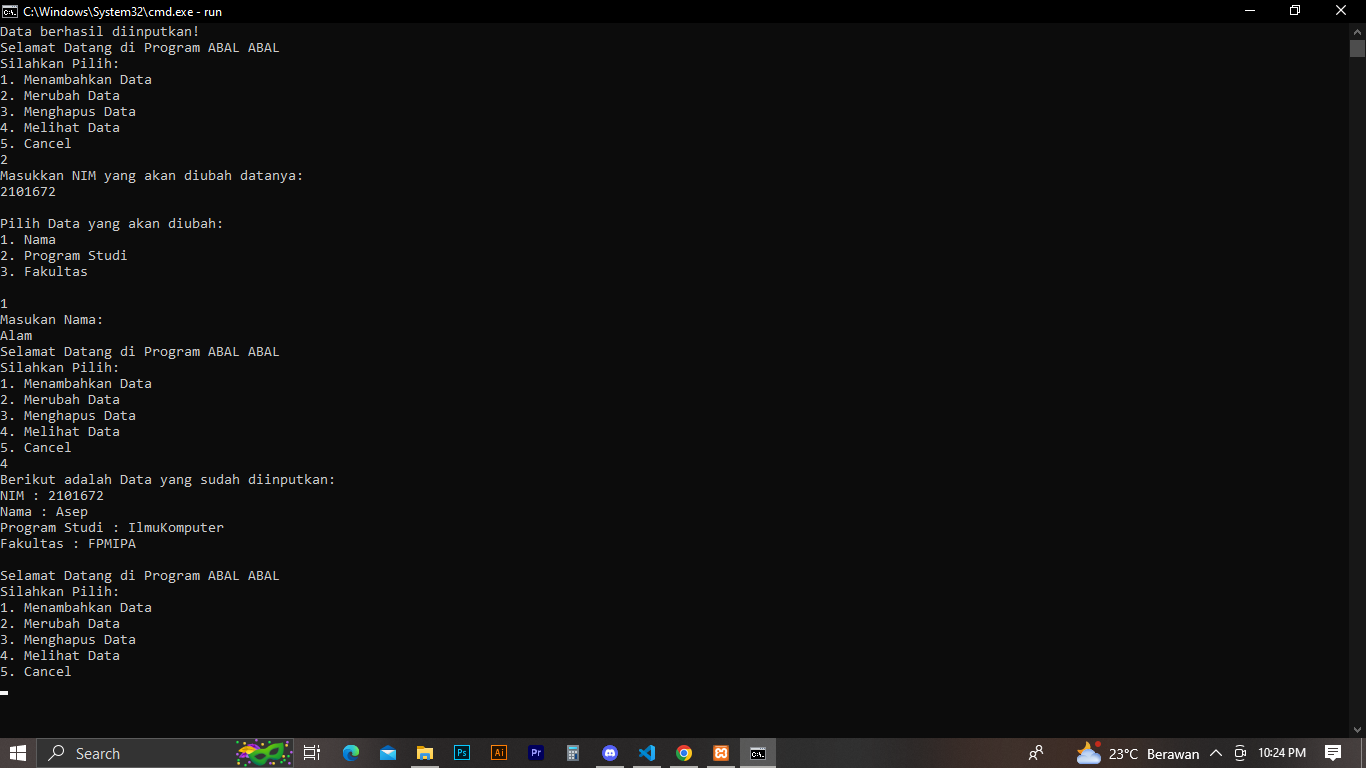 C:\Windows\System32\cmd.exe - run
Data berhasil diinputkan!
Selamat Datang di Program ABAL ABAL
Silahkan Pilih:
1. Menambahkan Data
2. Merubah Data
3. Menghapus Data
4. Melihat Data
5. Cancel
2
Masukkan NIM yang akan diubah datanya:
2101672
Pilih Data yang akan diubah:
1. Nama
2. Program Studi
3. Fakultas
1
Masukan Nama:
Alam
Selamat Datang di Program ABAL ABAL
Silahkan Pilih:
1. Menambahkan Data
2. Merubah Data
3. Menghapus Data
4. Melihat Data
5. Cancel
4
Berikut adalah Data yang sudah diinputkan:
NIM : 2101672
Nama : Asep
Program Studi : IlmuKomputer
Fakultas : FPMIPA
Selamat Datang di Program ABAL ABAL
Silahkan Pilih:
1. Menambahkan Data
2. Merubah Data
3. Menghapus Data
4. Melihat Data
5. Cancel
Search Ps Ai Pr 23°C Berawan 10:24 PM